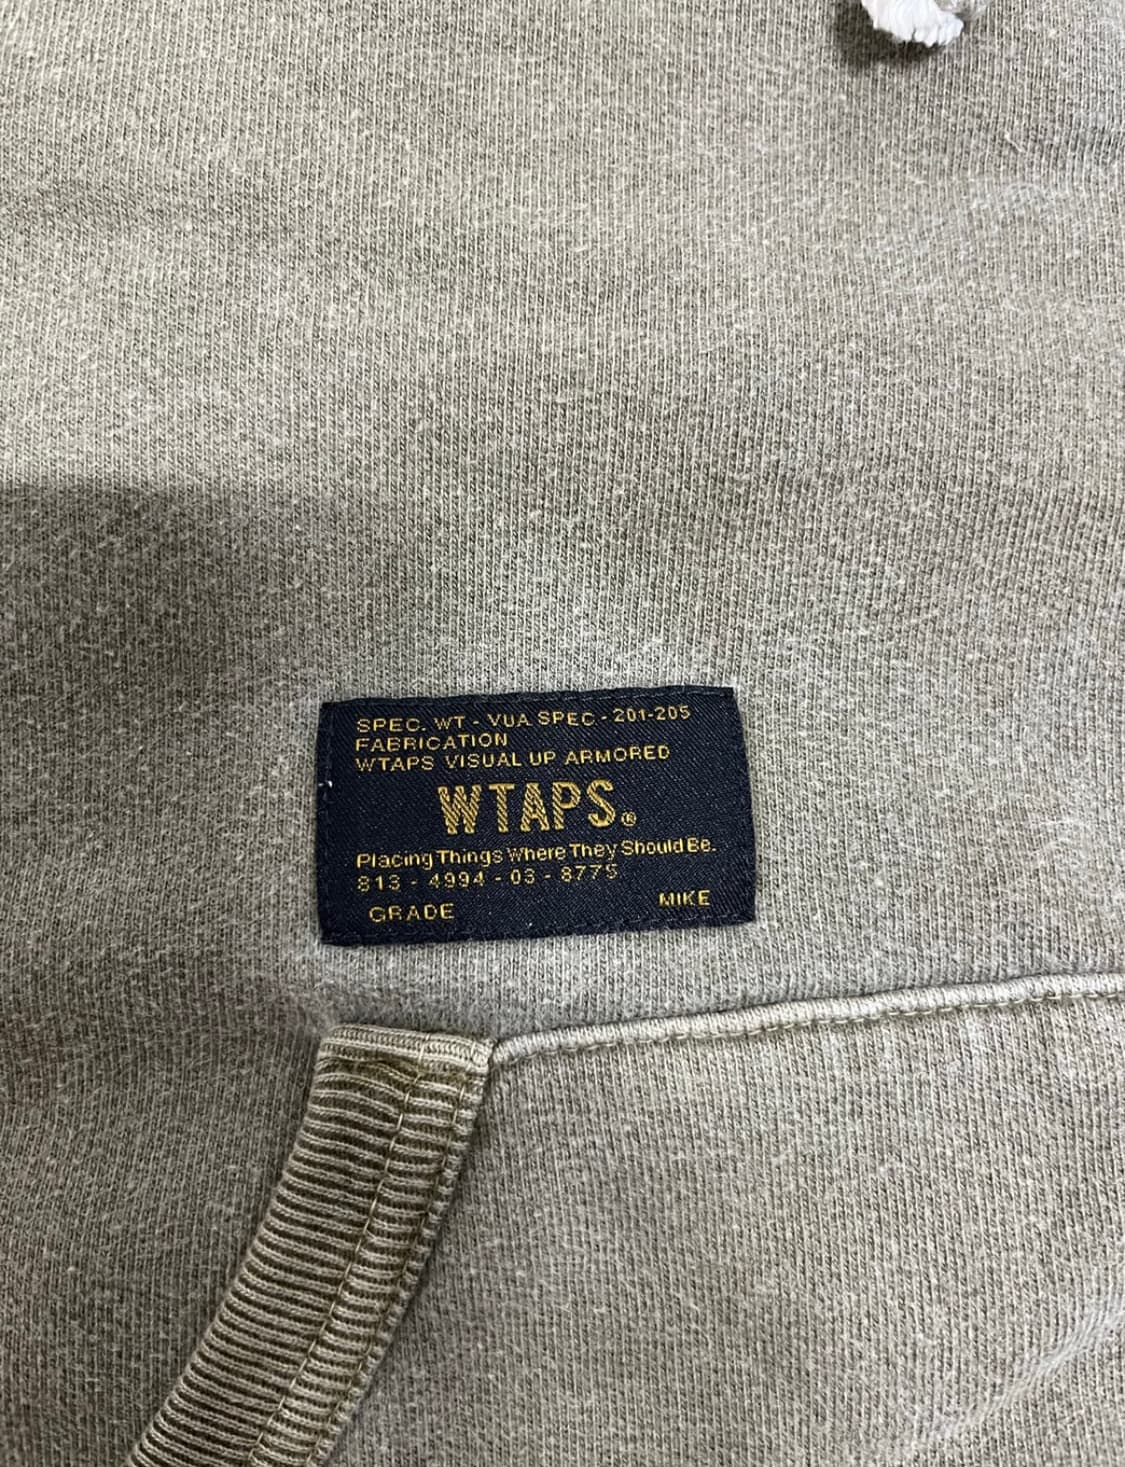 SPEC. WT - VUA SPEC - 201-205
FABRICATION
WTAPS VISUAL UP ARMORED
WTAPS.®
Placing Things Where They Should Be.
813 - 4994 - 03 - 8775
GRADE MIKE